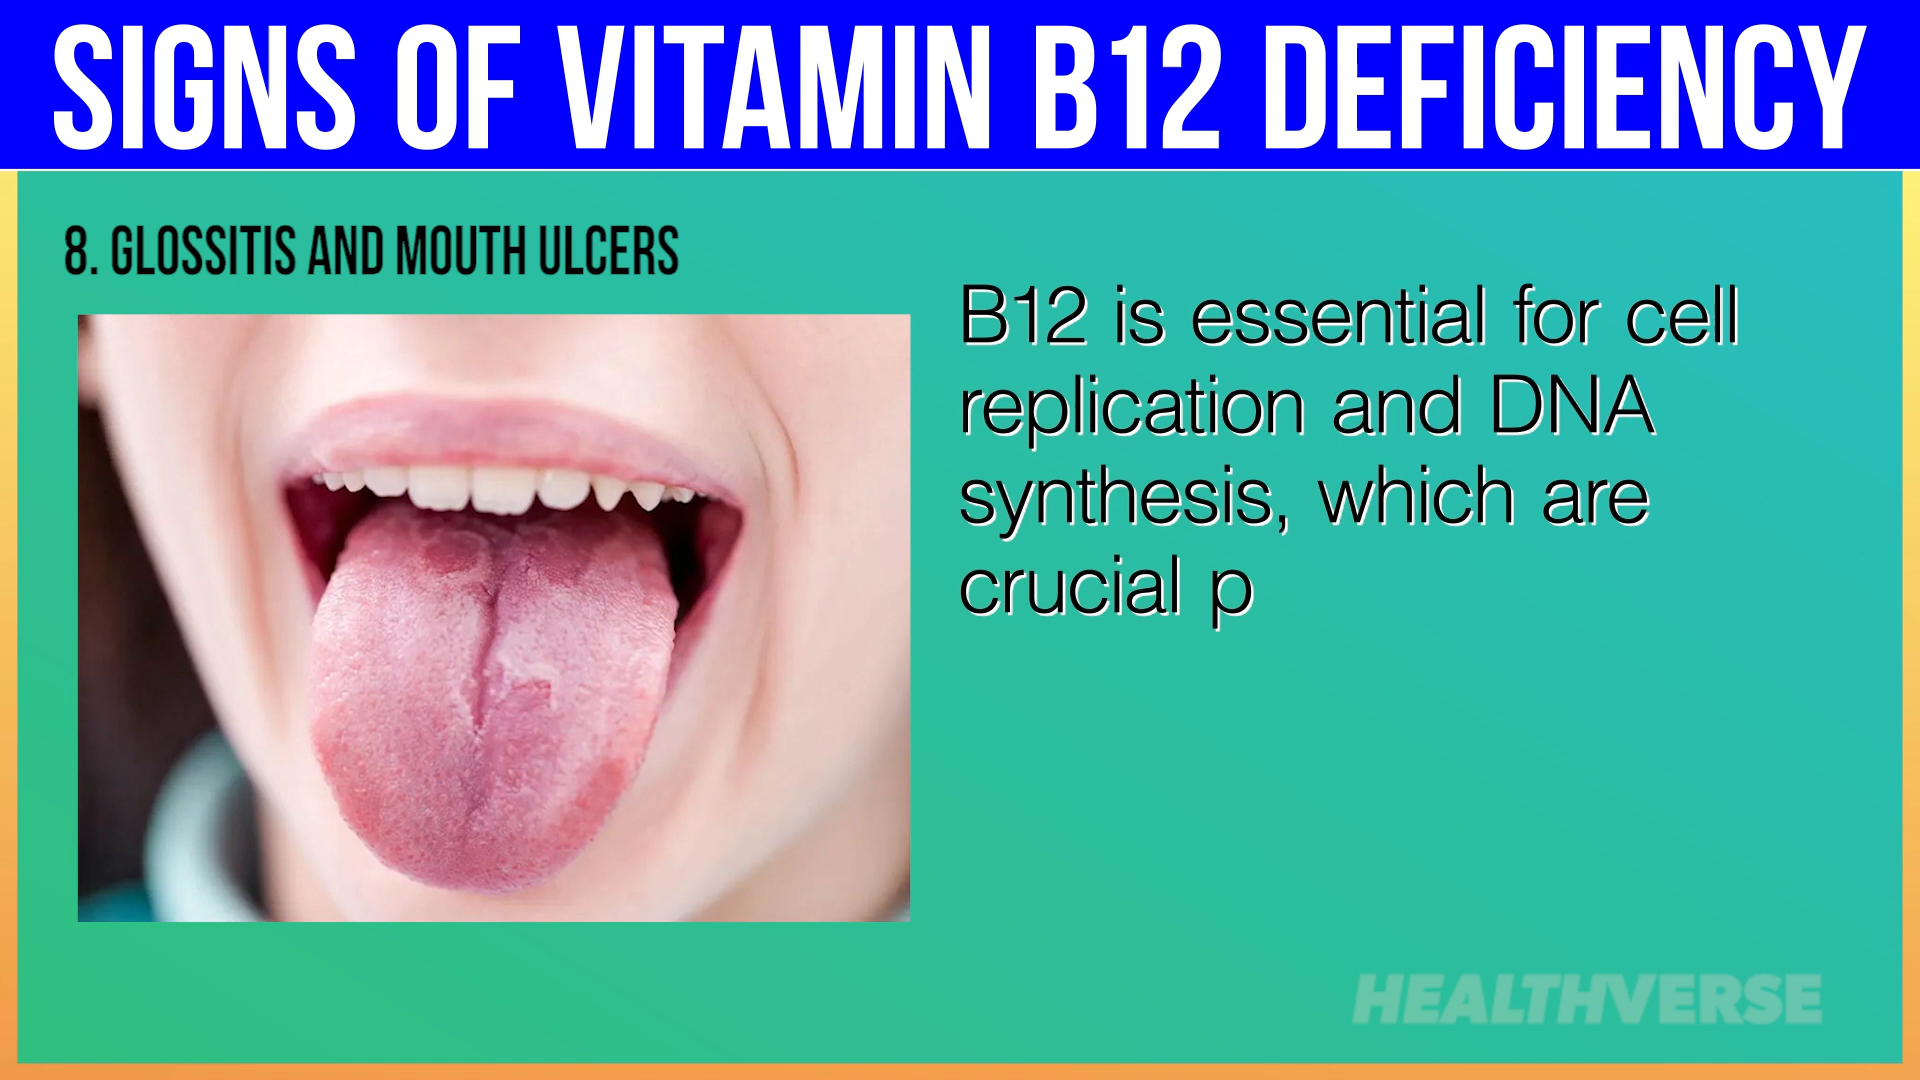 SIGNS OF VITAMIN B12 DEFICIENCY
8. GLOSSITIS AND MOUTH ULCERS
B12 is essential for cell
replication and DNA
synthesis, which are
crucial p
HEALTHVERSE